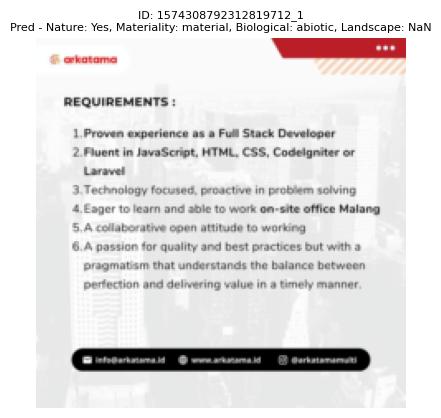 ID: 1574308792312819712_1
Pred - Nature: Yes, Materiality: material, Biological: abiotic, Landscape: NaN
arkatama
REQUIREMENTS :
1. Proven experience as a Full Stack Developer
2. Fluent in JavaScript, HTML, CSS, CodeIgniter or
Laravel
3. Technology focused, proactive in problem solving
4. Eager to learn and able to work on-site office Malang
5. A collaborative open attitude to working
6. A passion for quality and best practices but with a
pragmatism that understands the balance between
perfection and delivering value in a timely manner.
info@arkatama.id www.arkatama.id @arkatamamulti